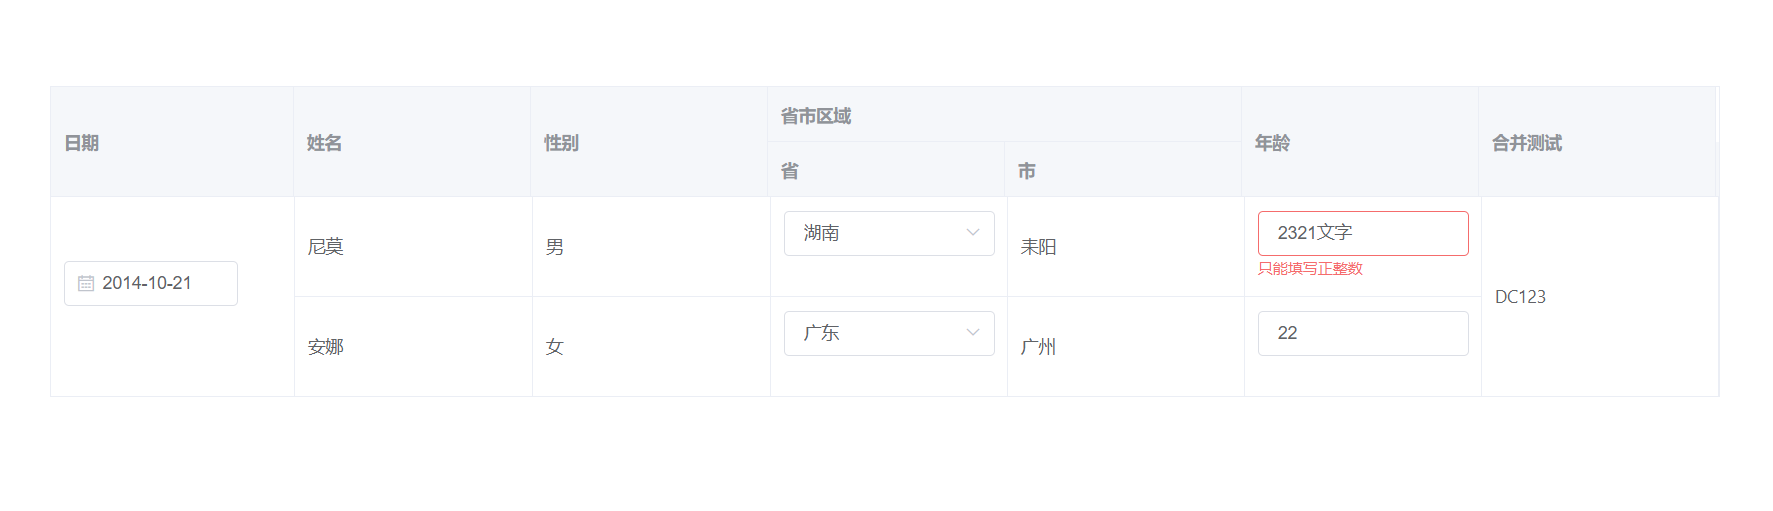 日期
姓名
性别
省市区域
省
市
年龄
合并测试
2014-10-21
尼莫
男
湖南
耒阳
2321文字
只能填写正整数
DC123
安娜
女
广东
广州
22